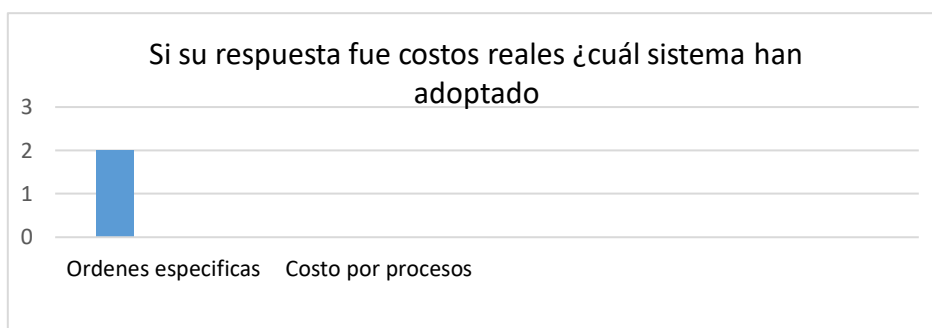 Si su respuesta fue costos reales ¿cuál sistema han
adoptado
3
2
1
0
Ordenes especificas Costo por procesos